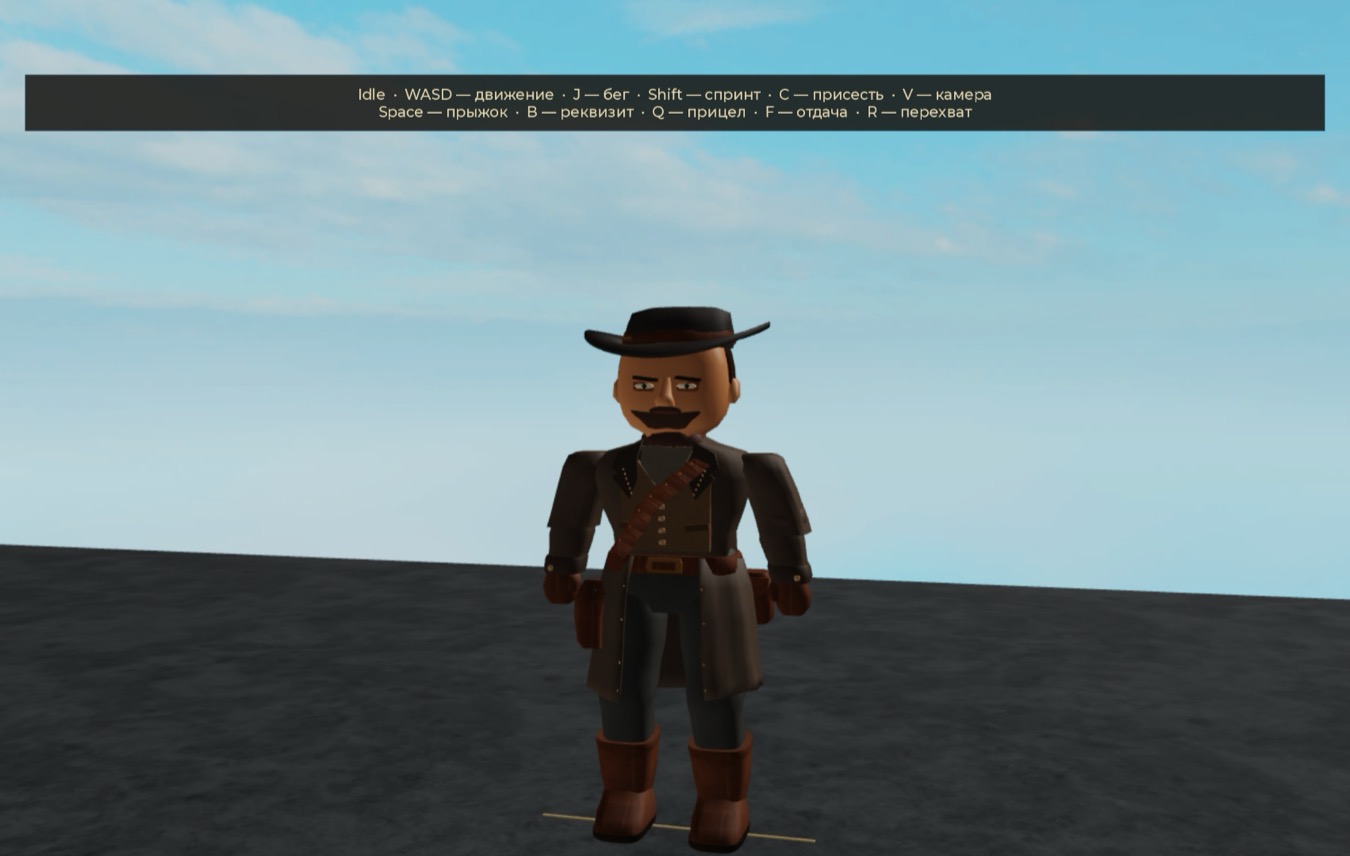 Idle · WASD — движение · J — бег · Shift — спринт · C — присесть · V — камера
Space — прыжок · B — реквизит · Q — прицел · F — отдача · R — перехват